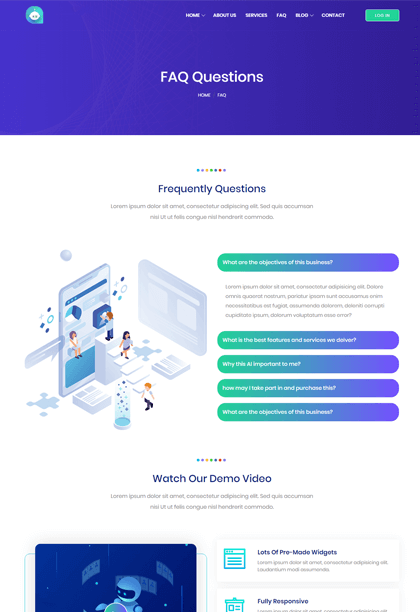 HOME ABOUT US SERVICES FAQ BLOG CONTACT LOG IN
FAQ Questions
HOME FAQ
Frequently Questions
Lorem ipsum dolor sit amet, consectetur adipiscing elit. Sed quis accumsan
nisi Ut ut felis congue nisl hendrerit commodo.
What are the abjectives of this business?
Lorem ipsum dolor sit amet, consectetur adipisicing elit. Dolore
omnis quaerat nostrum, pariatur ipsam sunt accusamus enim
necessitatibus est fugiat, assumenda dolorem, deleniti corrupti
cupiditate ipsum, dolorum voluptatum esse error?
What is the best features and services we deiver?
Why this AI important to me?
how may I take part in and purchase this?
What are the objectives of this business?
Watch Our Demo Video
Lorem ipsum dolor sit amet, consectetur adipiscing elit. Sed quis accumsan
nisi Ut ut felis congue nisl hendrerit commodo.
Lots Of Pre-Made Widgets
Lorem ipsum dolor sit amet, consectetur adipiscing elit.
Laudantium modi assumenda.
Fully Responsive
Lorem ipsum dolor sit amet, consectetur adipiscing elit.